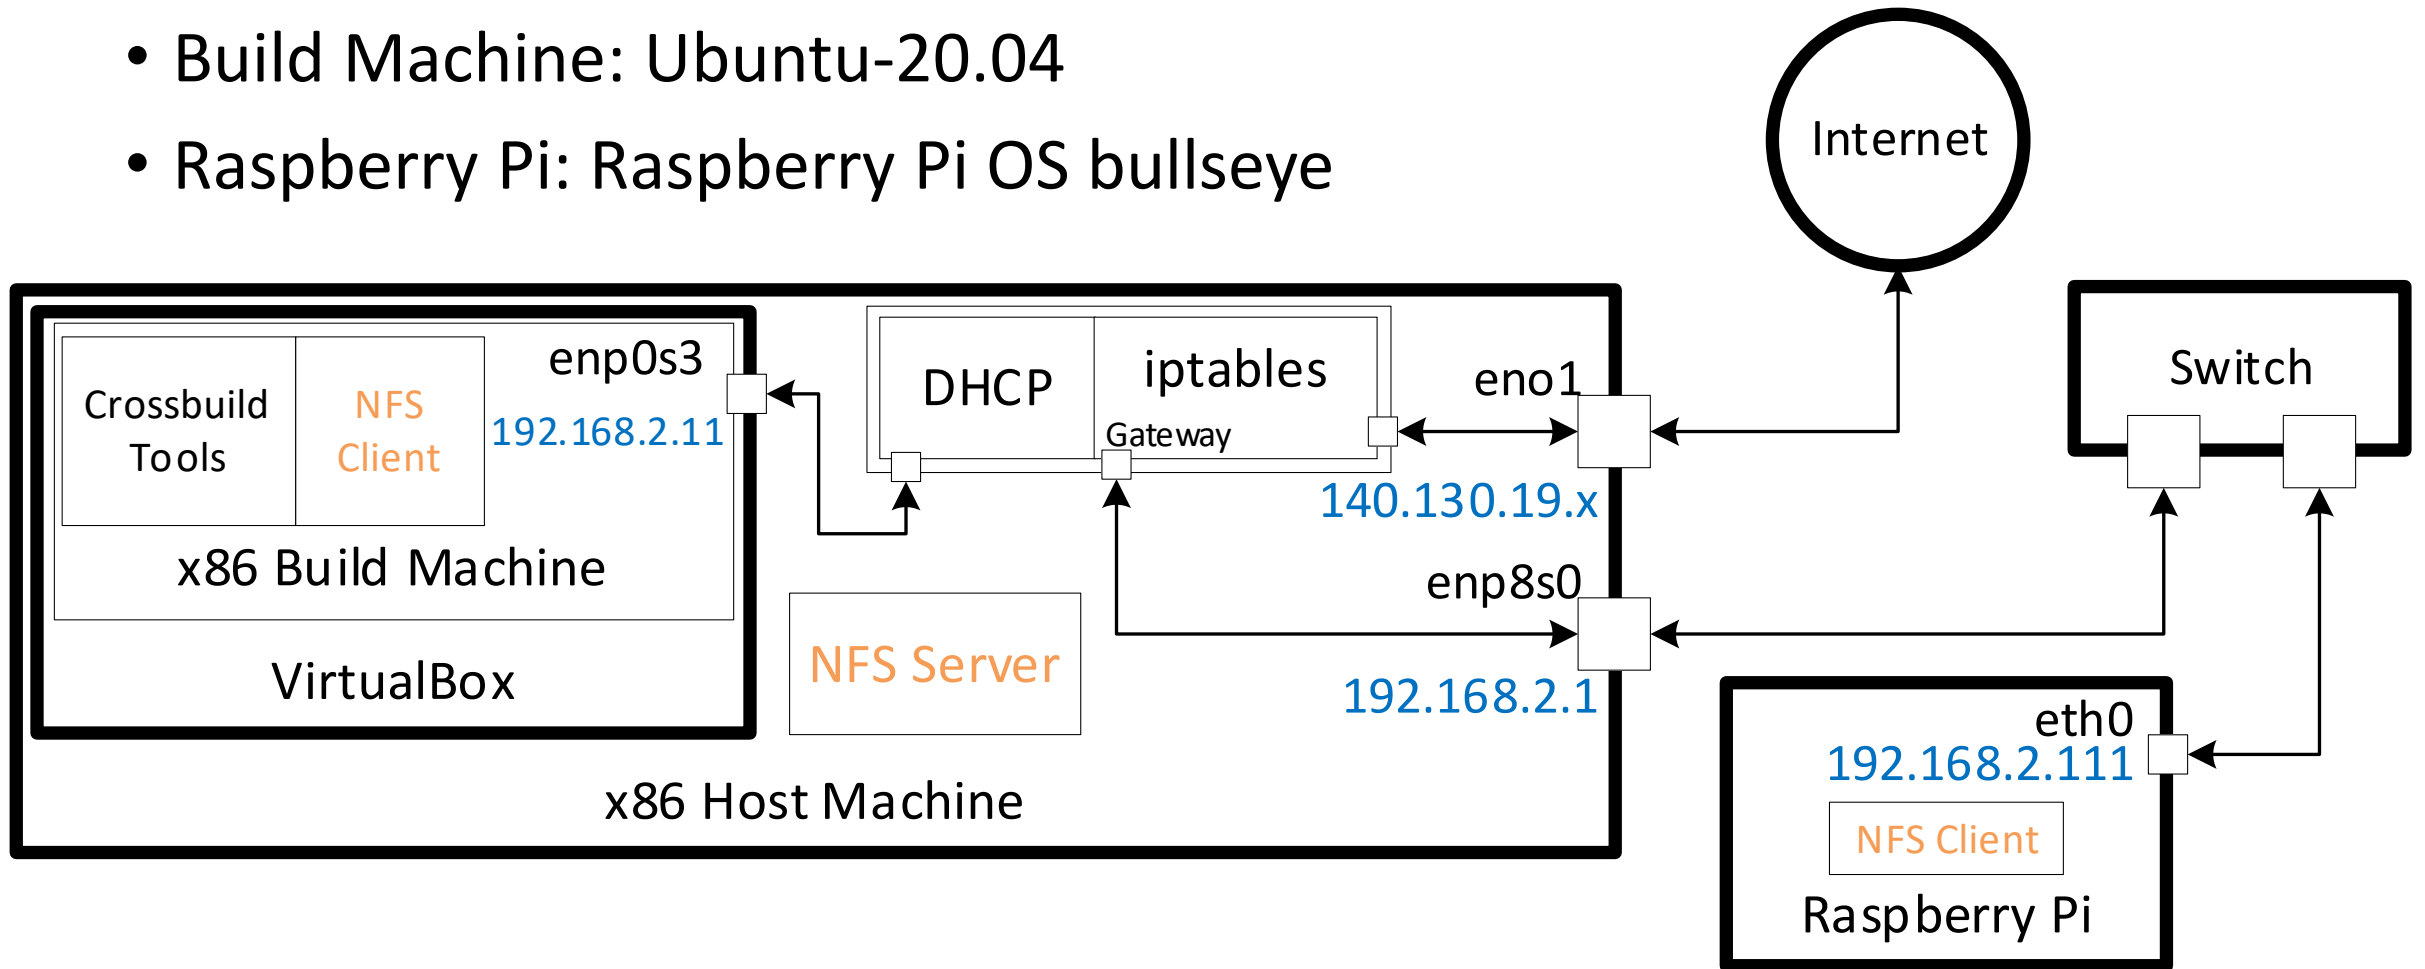 • Build Machine: Ubuntu-20.04
• Raspberry Pi: Raspberry Pi OS bullseye
Internet
Crossbuild
Tools
NFS
Client
enp0s3
192.168.2.11
x86 Build Machine
VirtualBox
DHCP
iptables
Gateway
eno1
140.130.19.x
enp8s0
192.168.2.1
NFS Server
x86 Host Machine
Switch
eth0
192.168.2.111
NFS Client
Raspberry Pi